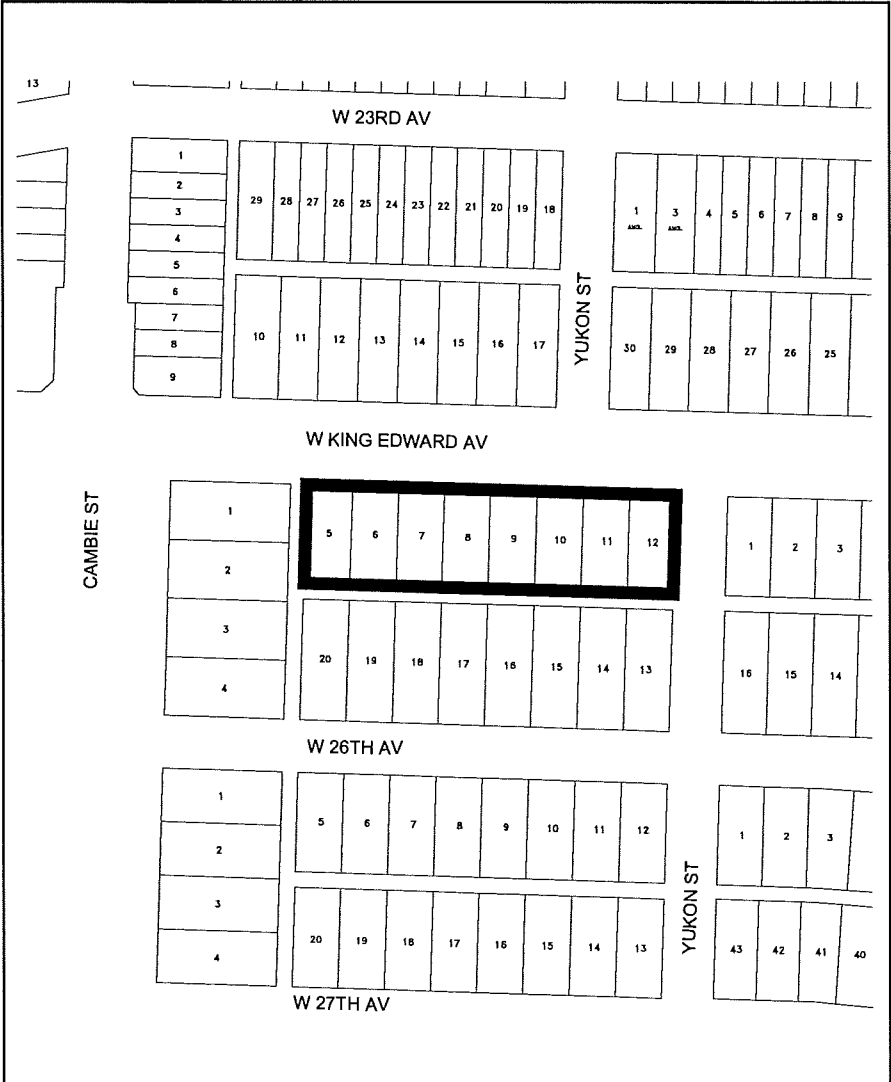 13
W 23RD AV
1
2
3
4
5
6
7
8
9
29 28 27 26 25 24 23 22 21 20 19 18
10 11 12 13 14 15 16 17
YUKON ST
1 3 4 5 6 7 8 9
AMCL. AMCL.
30 29 28 27 26 25
W KING EDWARD AV
CAMBIE ST
1
2
3
4
5 6 7 8 9 10 11 12
1 2 3
20 19 18 17 16 15 14 13
16 15 14
W 26TH AV
1
2
3
4
5 6 7 8 9 10 11 12
1 2 3
YUKON ST
20 19 18 17 16 15 14 13
43 42 41 40
W 27TH AV